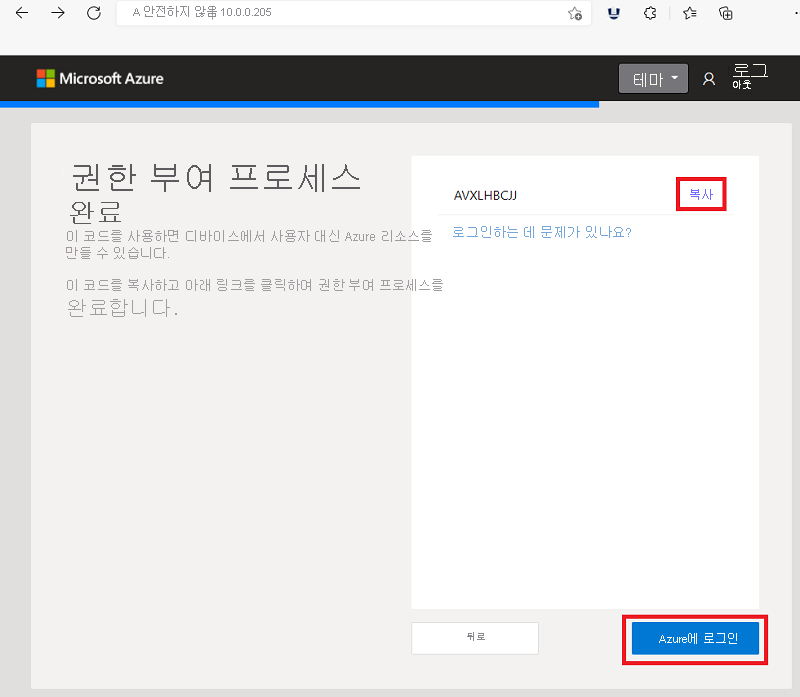 A 안전하지 않음 10.0.0.205
Microsoft Azure
테마
로그
아웃
권한 부여 프로세스
완료
이 코드를 사용하면 디바이스에서 사용자 대신 Azure 리소스를
만들 수 있습니다.
이 코드를 복사하고 아래 링크를 클릭하여 권한 부여 프로세스를
완료합니다.
AVXLHBCJJ
복사
로그인하는 데 문제가 있나요?
뒤로
Azure에 로그인